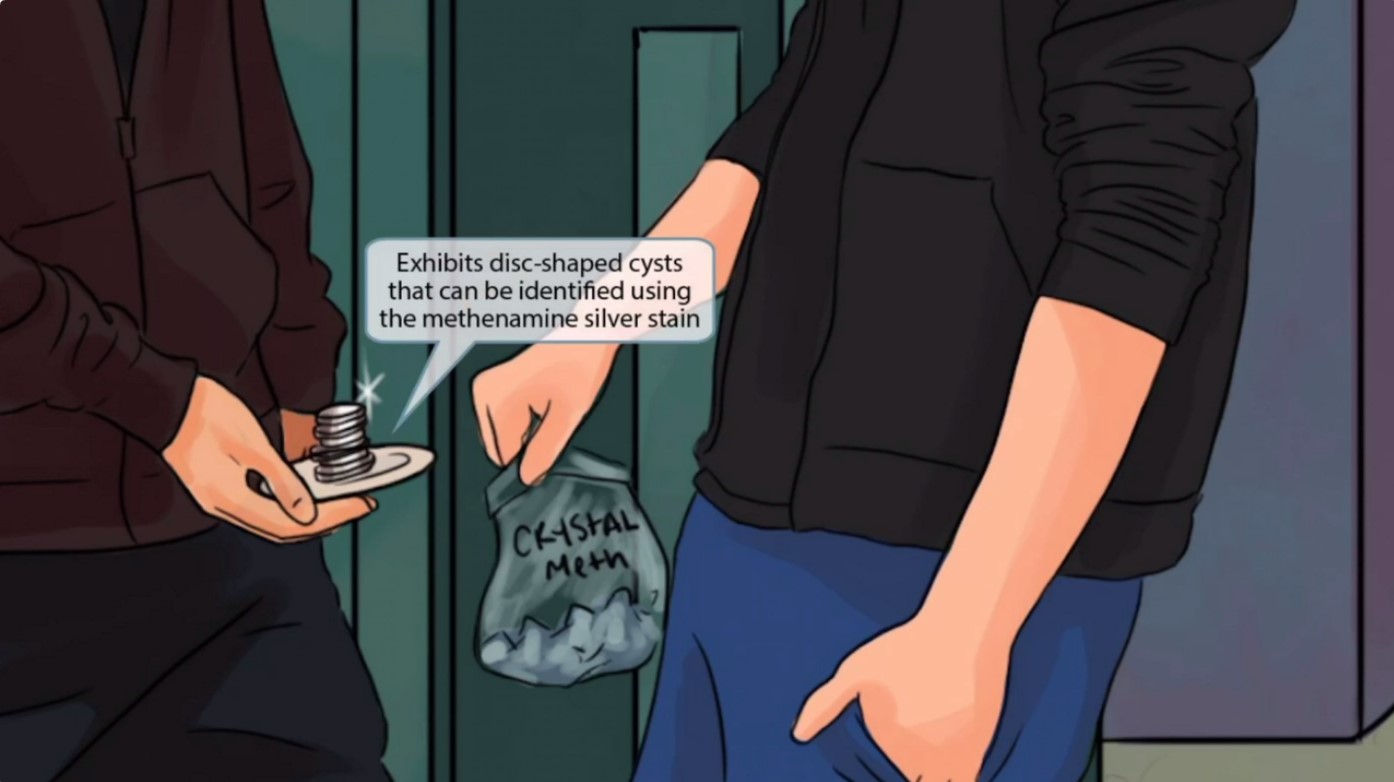 Exhibits disc-shaped cysts
that can be identified using
the methenamine silver stain
CRYStAL
Meth